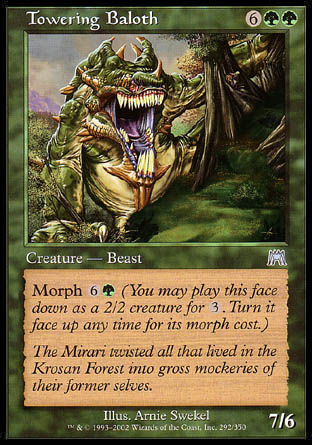 Towering Baloth 6
Creature — Beast
Morph 6 (You may play this face
down as a 2/2 creature for 3. Turn it
face up any time for its morph cost.)
The Mirari twisted all that lived in the
Krosan Forest into gross mockeries of
their former selves.
Illus. Arnie Swekel
™ & © 1993-2002 Wizards of the Coast, Inc. 292/350
7/6